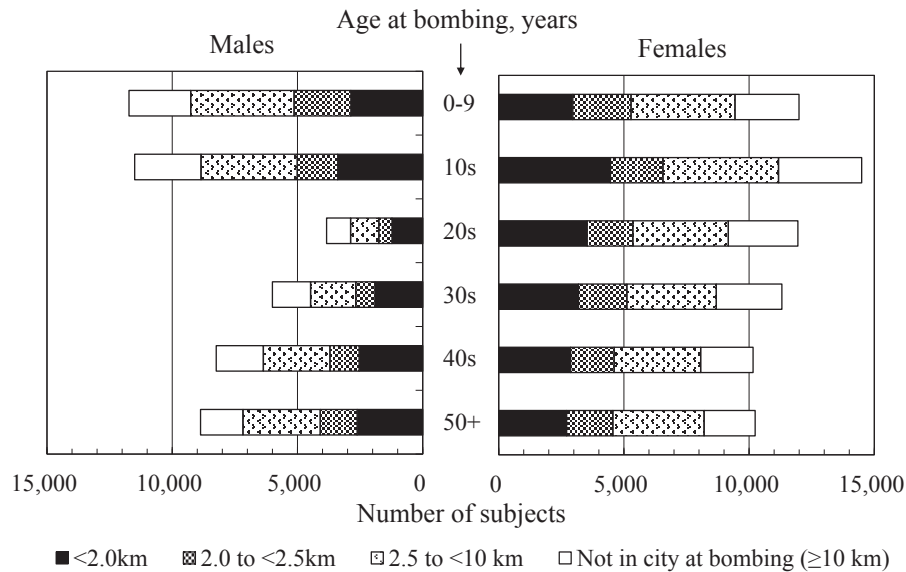 Age at bombing, years
Males
Females
0-9
10s
20s
30s
40s
50+
15,000 10,000 5,000 0
0 5,000 10,000 15,000
Number of subjects
<2.0km 2.0 to <2.5km 2.5 to <10 km Not in city at bombing (≥10 km)